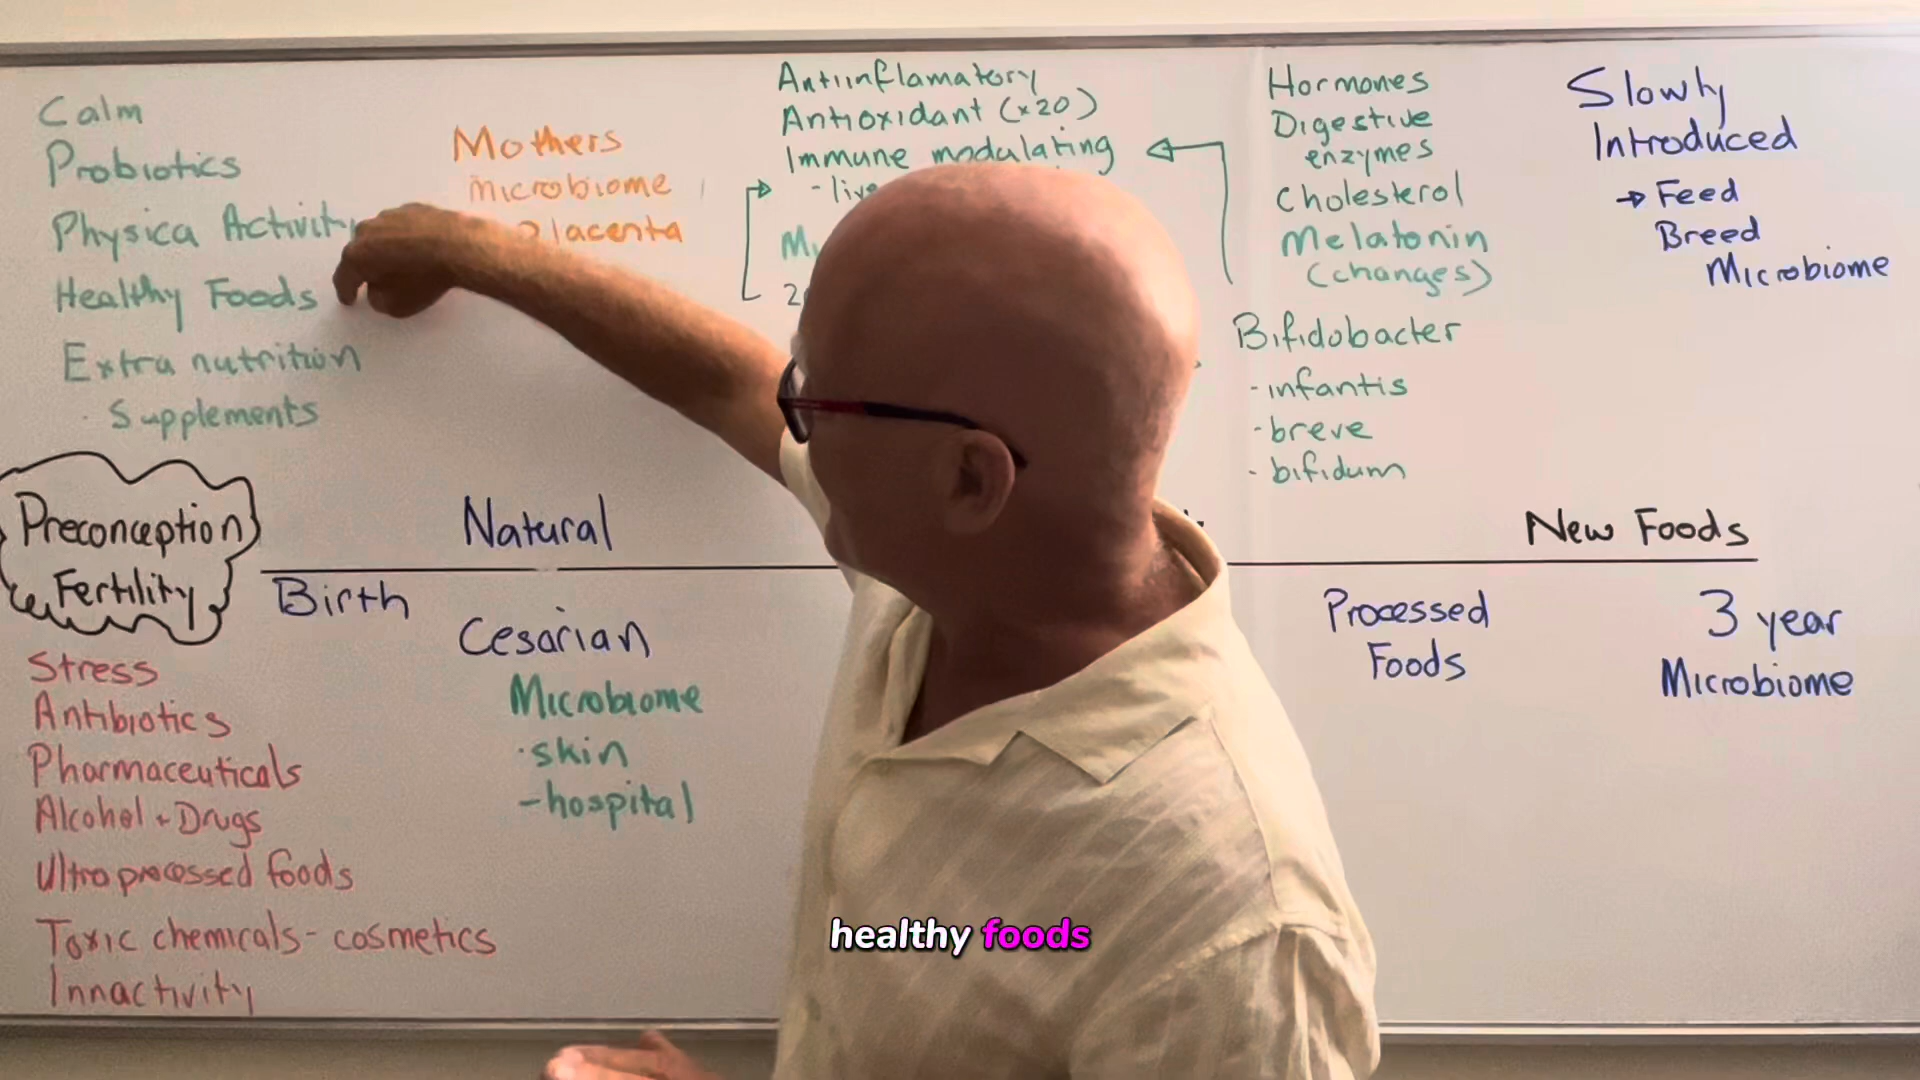 Calm
Probiotics
Physica Activity
Healthy Foods
Extra nutrition
· Supplements
Mothers
microbiome
placenta
Antiinflamatory
Antioxidant (x20)
Immune modulating
- live
Hormones
Digestive
enzymes
Cholesterol
Melatonin
(changes)
Bifidobacter
- infantis
- breve
- bifidum
Slowly
Introduced
→ Feed
Breed
Microbiome
Preconception
Fertility
Natural
New Foods
Birth
Cesarian
Microbiome
· skin
- hospital
Processed
Foods
3 year
Microbiome
Stress
Antibiotics
Pharmaceuticals
Alcohol + Drugs
Ultraprocessed foods
Toxic chemicals - cosmetics
Innactivity
healthy foods